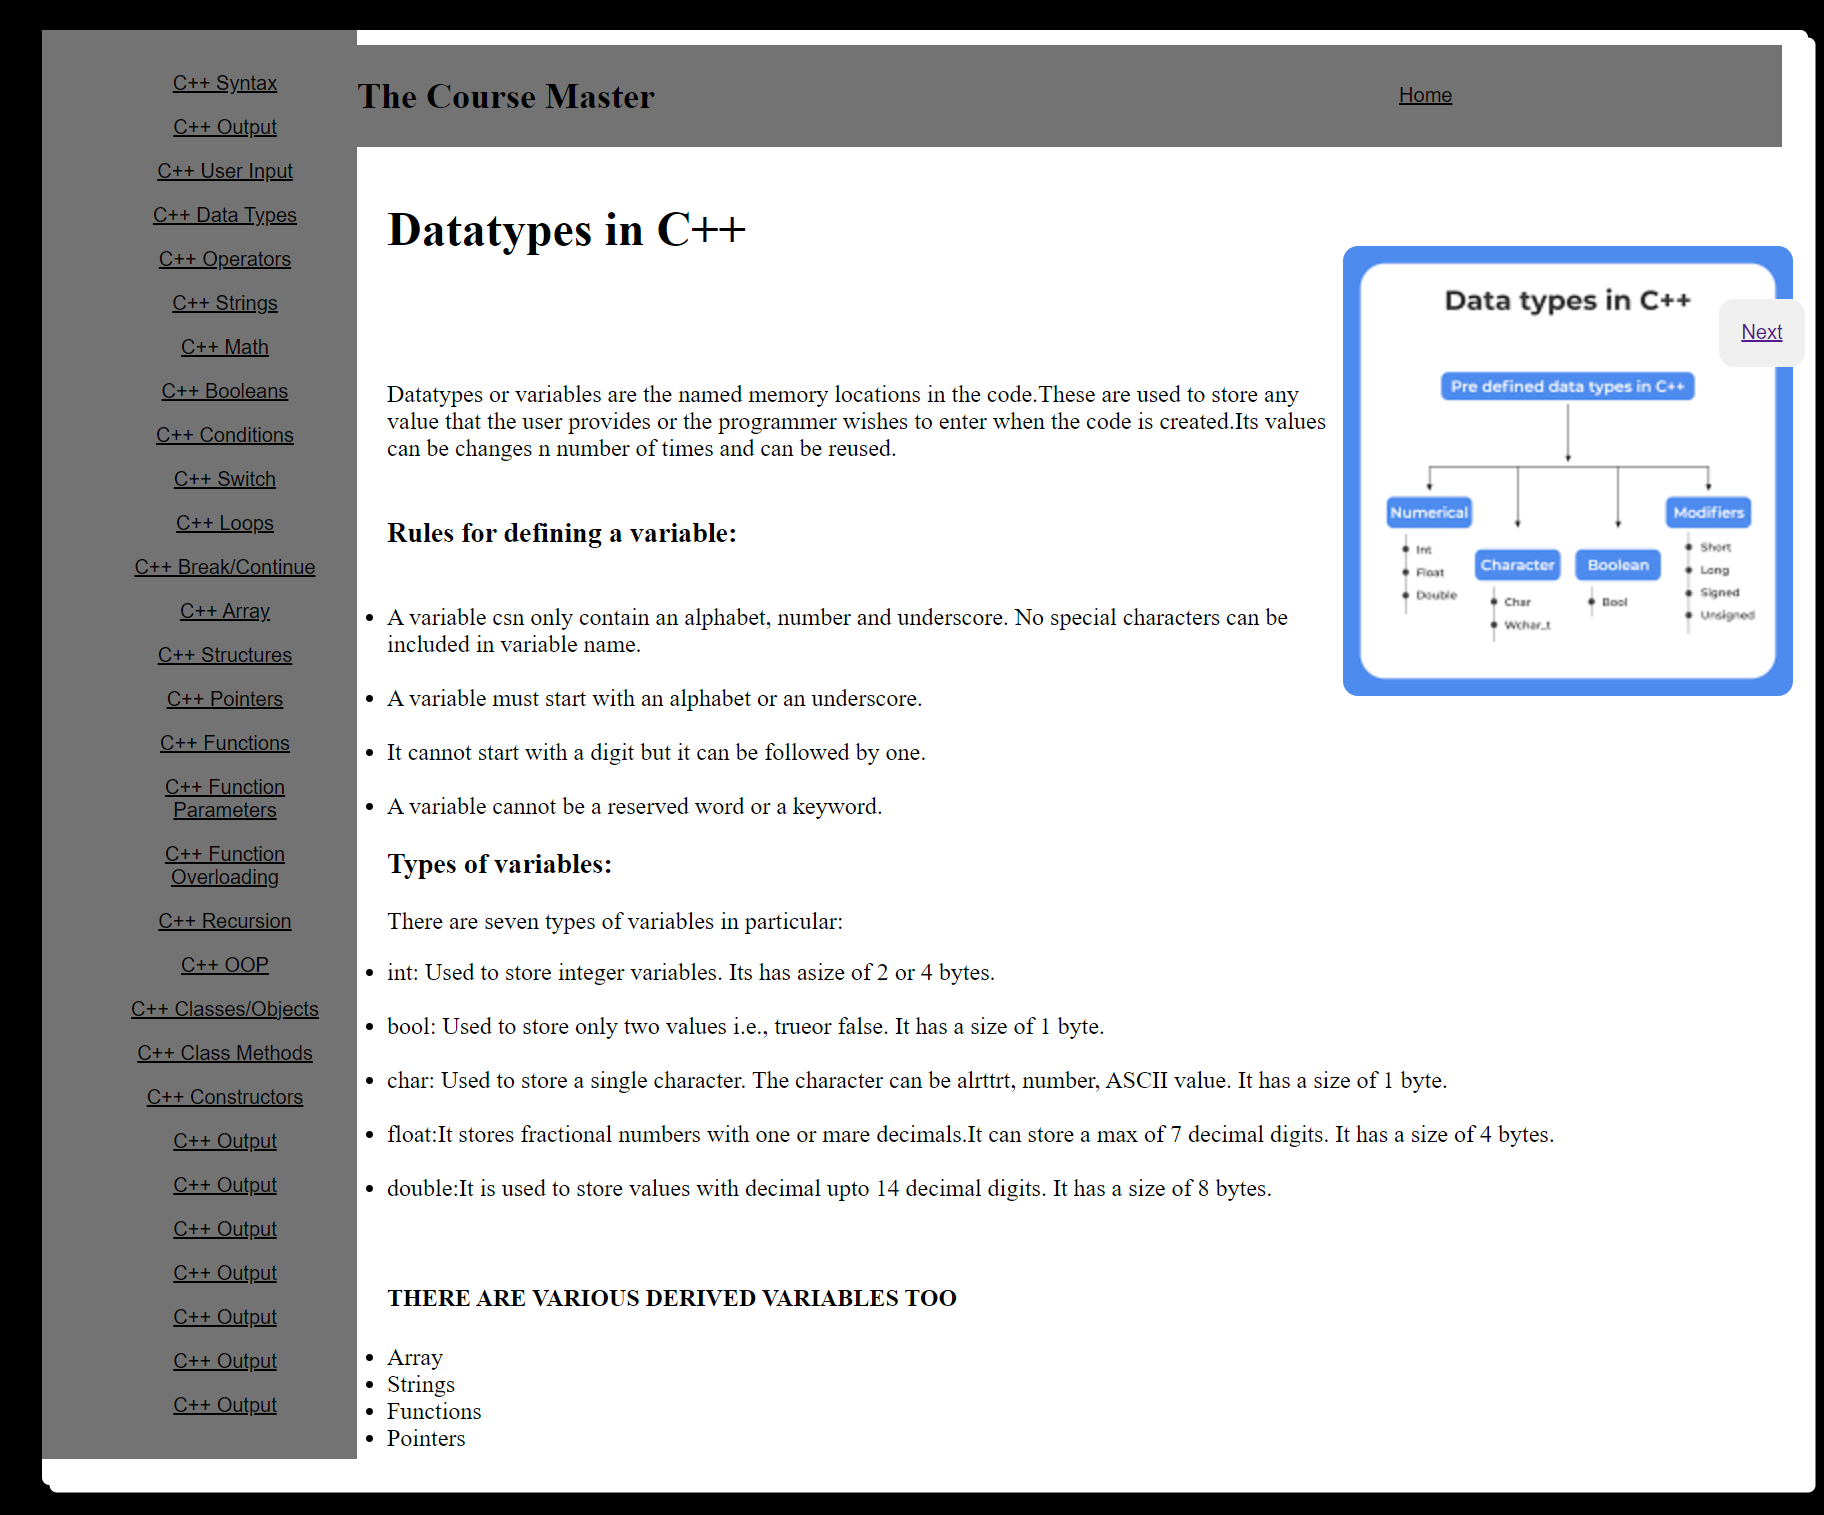 C++ Syntax
C++ Output
C++ User Input
C++ Data Types
C++ Operators
C++ Strings
C++ Math
C++ Booleans
C++ Conditions
C++ Switch
C++ Loops
C++ Break/Continue
C++ Array
C++ Structures
C++ Pointers
C++ Functions
C++ Function
Parameters
C++ Function
Overloading
C++ Recursion
C++ OOP
C++ Classes/Objects
C++ Class Methods
C++ Constructors
C++ Output
C++ Output
C++ Output
C++ Output
C++ Output
C++ Output
C++ Output
The Course Master
Home
Datatypes in C++
Datatypes or variables are the named memory locations in the code.These are used to store any
value that the user provides or the programmer wishes to enter when the code is created.Its values
can be changes n number of times and can be reused.
Rules for defining a variable:
• A variable csn only contain an alphabet, number and underscore. No special characters can be
included in variable name.
• A variable must start with an alphabet or an underscore.
• It cannot start with a digit but it can be followed by one.
• A variable cannot be a reserved word or a keyword.
Types of variables:
There are seven types of variables in particular:
• int: Used to store integer variables. Its has asize of 2 or 4 bytes.
• bool: Used to store only two values i.e., trueor false. It has a size of 1 byte.
• char: Used to store a single character. The character can be alrttrt, number, ASCII value. It has a size of 1 byte.
• float:It stores fractional numbers with one or mare decimals.It can store a max of 7 decimal digits. It has a size of 4 bytes.
• double:It is used to store values with decimal upto 14 decimal digits. It has a size of 8 bytes.
THERE ARE VARIOUS DERIVED VARIABLES TOO
• Array
• Strings
• Functions
• Pointers
Data types in C++
Next
Pre defined data types in C++
Numerical
Int
Float
Double
Character
Char
Wchar_t
Boolean
Bool
Modifiers
Short
Long
Signed
Unsigned